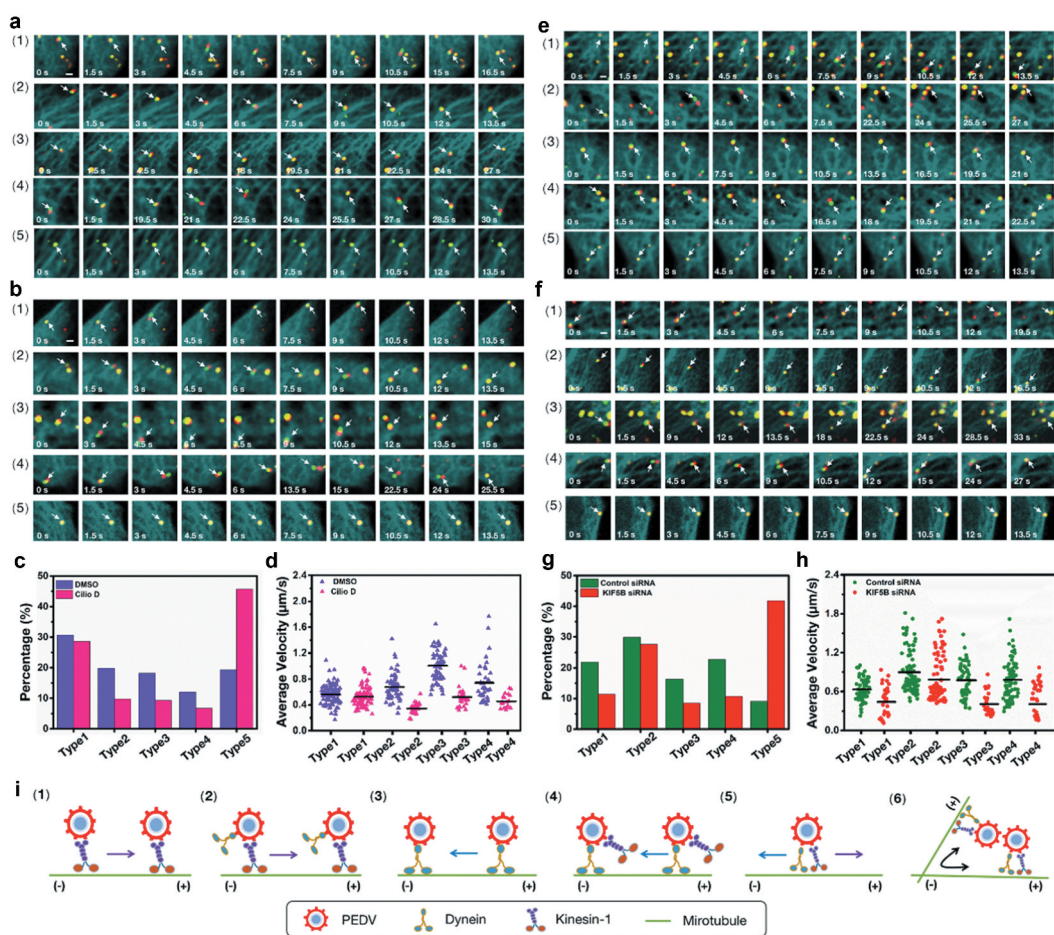 a
(1) 0 s 1.5 s 3 s 4.5 s 6 s 7.5 s 9 s 10.5 s 15 s 16.5 s
(2) 0 s 1.5 s 3 s 4.5 s 6 s 7.5 s 9 s 10.5 s 12 s 13.5 s
(3) 0 s 1.5 s 4.5 s 18 s 19.5 s 21 s 22.5 s 24 s 27 s
(4) 0 s 1.5 s 19.5 s 21 s 22.5 s 24 s 25.5 s 27 s 28.5 s 30 s
(5) 0 s 1.5 s 3 s 4.5 s 6 s 7.5 s 9 s 10.5 s 12 s 13.5 s
b
(1) 0 s 1.5 s 3 s 4.5 s 6 s 7.5 s 9 s 10.5 s 12 s 13.5 s
(2) 0 s 1.5 s 3 s 4.5 s 6 s 7.5 s 9 s 10.5 s 12 s 13.5 s
(3) 0 s 3 s 4.5 s 6 s 7.5 s 9 s 10.5 s 12 s 13.5 s 15 s
(4) 0 s 1.5 s 3 s 4.5 s 6 s 13.5 s 15 s 22.5 s 24 s 25.5 s
(5) 0 s 1.5 s 3 s 4.5 s 6 s 7.5 s 9 s 10.5 s 12 s 13.5 s
e
(1) 0 s 1.5 s 3 s 4.5 s 6 s 7.5 s 9 s 10.5 s 12 s 13.5 s
(2) 0 s 1.5 s 3 s 4.5 s 6 s 7.5 s 22.5 s 24 s 25.5 s 27 s
(3) 0 s 3 s 6 s 7.5 s 9 s 10.5 s 13.5 s 16.5 s 19.5 s 21 s
(4) 0 s 1.5 s 3 s 4.5 s 6 s 16.5 s 18 s 19.5 s 21 s 22.5 s
(5) 0 s 1.5 s 3 s 4.5 s 6 s 7.5 s 9 s 10.5 s 12 s 13.5 s
f
(1) 0 s 1.5 s 3 s 4.5 s 6 s 7.5 s 9 s 10.5 s 12 s 19.5 s
(2) 0 s 1.5 s 3 s 4.5 s 6 s 7.5 s 9 s 10.5 s 12 s 16.5 s
(3) 0 s 1.5 s 9 s 12 s 13.5 s 18 s 22.5 s 24 s 28.5 s 33 s
(4) 0 s 1.5 s 4.5 s 6 s 9 s 10.5 s 12 s 15 s 24 s 27 s
(5) 0 s 1.5 s 3 s 4.5 s 6 s 7.5 s 9 s 10.5 s 12 s 13.5 s
c
Percentage (%)
50
40
30
20
10
0
DMSO
Cilio D
Type1 Type2 Type3 Type4 Type5
d
Average Velocity (μm/s)
2.4
2.0
1.6
1.2
0.8
0.4
0.0
DMSO
Cilio D
Type1 Type1 Type2 Type2 Type3 Type3 Type4 Type4
g
Percentage (%)
50
40
30
20
10
0
Control siRNA
KIF5B siRNA
Type1 Type2 Type3 Type4 Type5
h
Average Velocity (μm/s)
2.4
1.8
1.2
0.6
0.0
Control siRNA
KIF5B siRNA
Type1 Type1 Type2 Type2 Type3 Type3 Type4 Type4
i
(1) (2) (3) (4) (5) (6)
(+)
(-) (+) (-) (+) (-) (+) (-) (+) (-) (+) (-) (+)
PEDV Dynein Kinesin-1 Mirotubule